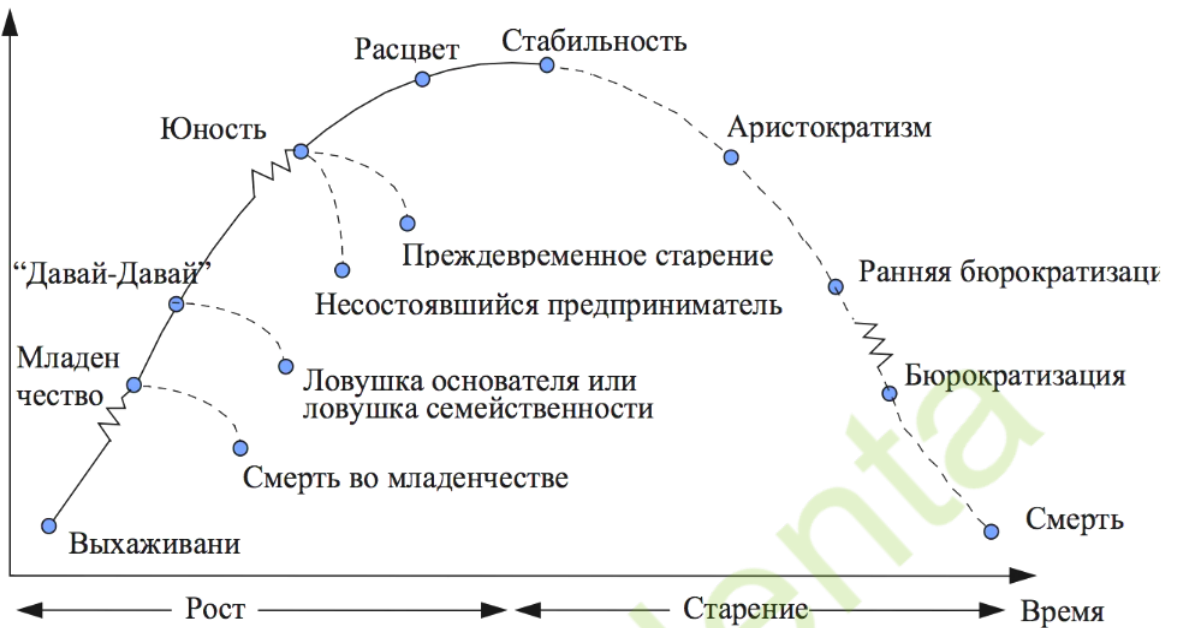 Стабильность
Расцвет
Юность
Аристократизм
Преждевременное старение
“Давай-Давай”
Ранняя бюрократизаци
Несостоявшийся предприниматель
Младен
чество
Ловушка основателя или
ловушка семейственности
Бюрократизация
Смерть во младенчестве
Смерть
Выхаживани
Рост
Старение
Время
enta